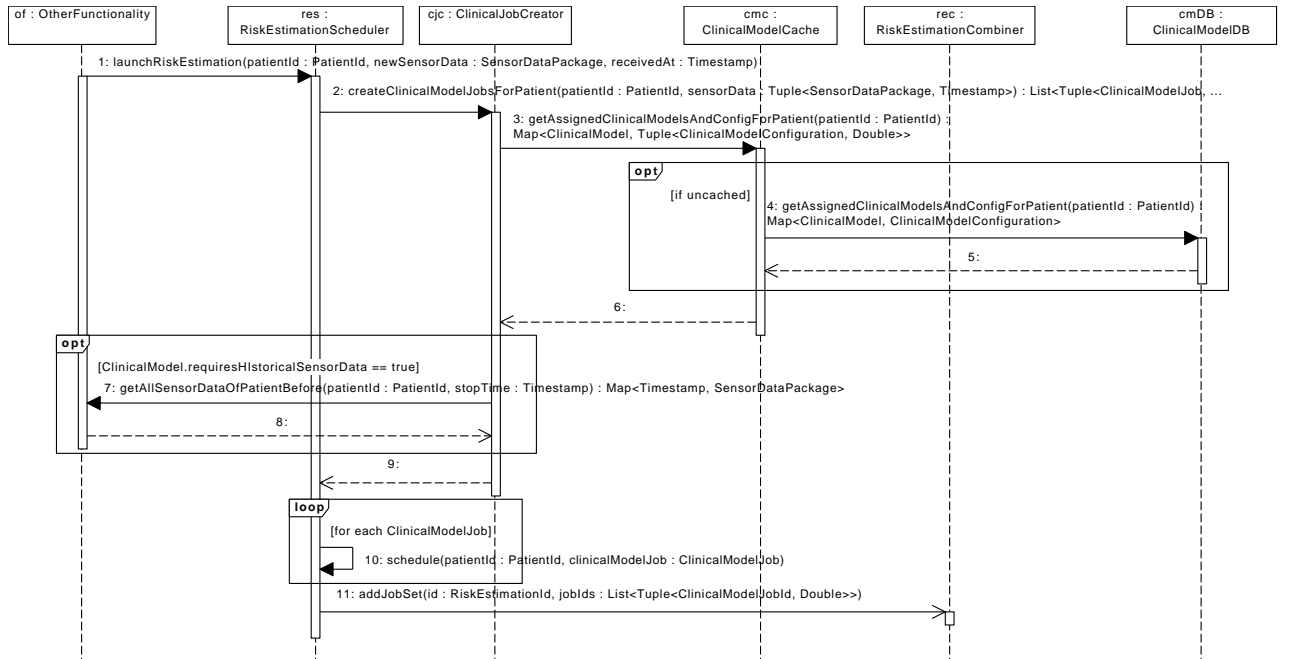 of : OtherFunctionality
res :
RiskEstimationScheduler
cjc : ClinicalJobCreator
cmc :
ClinicalModelCache
rec :
RiskEstimationCombiner
cmDB :
ClinicalModelDB
1: launchRiskEstimation(patientId : PatientId, newSensorData : SensorDataPackage, receivedAt : Timestamp)
2: createClinicalModelJobsForPatient(patientId : PatientId, sensorData : Tuple<SensorDataPackage, Timestamp>) : List<Tuple<ClinicalModelJob, ...
3: getAssignedClinicalModelsAndConfigForPatient(patientId : PatientId) :
Map<ClinicalModel, Tuple<ClinicalModelConfiguration, Double>>
opt
[if uncached]
4: getAssignedClinicalModelsAndConfigForPatient(patientId : PatientId) :
Map<ClinicalModel, ClinicalModelConfiguration>
5:
6:
opt
[ClinicalModel.requiresHIstoricalSensorData == true]
7: getAllSensorDataOfPatientBefore(patientId : PatientId, stopTime : Timestamp) : Map<Timestamp, SensorDataPackage>
8:
9:
loop
[for each ClinicalModelJob]
10: schedule(patientId : PatientId, clinicalModelJob : ClinicalModelJob)
11: addJobSet(id : RiskEstimationId, jobIds : List<Tuple<ClinicalModelJobId, Double>>)